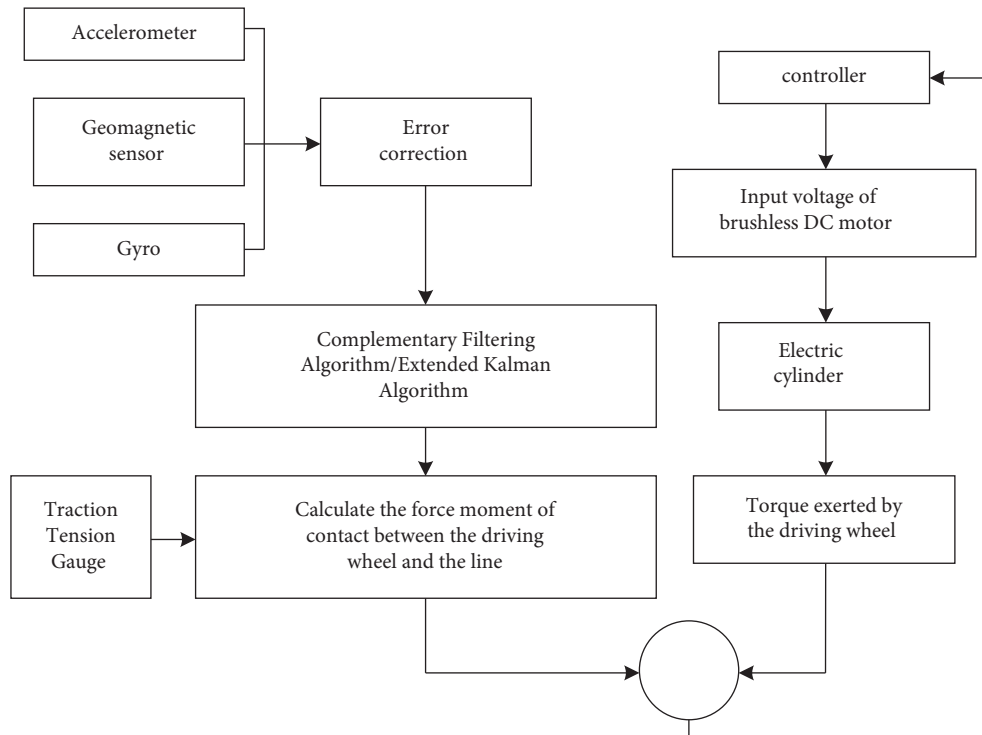 Accelerometer
Geomagnetic
sensor
Gyro
Error
correction
Complementary Filtering
Algorithm/Extended Kalman
Algorithm
Traction
Tension
Gauge
Calculate the force moment of
contact between the driving
wheel and the line
controller
Input voltage of
brushless DC motor
Electric
cylinder
Torque exerted by
the driving wheel